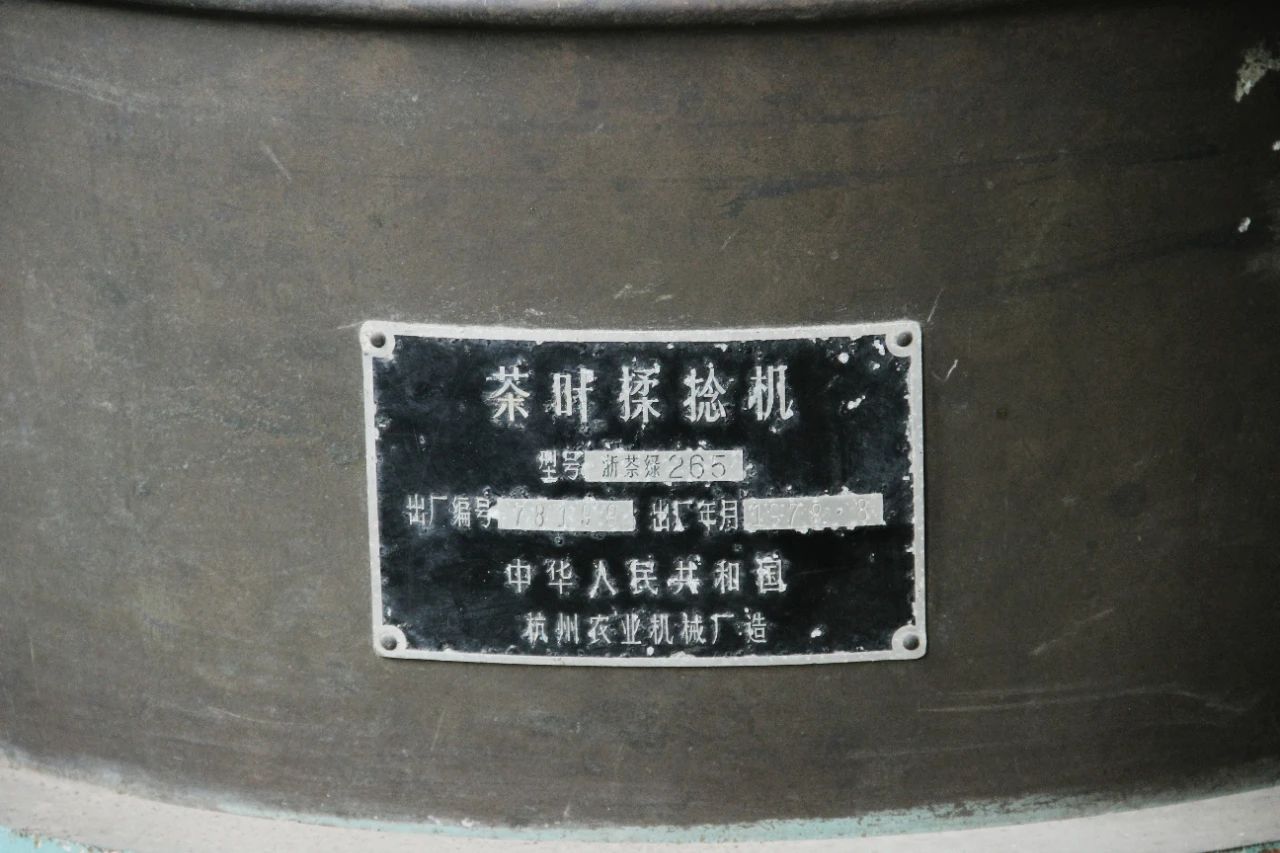 茶叶揉捻机
型号 浙茶绿265
出厂编号 出厂年月
中华人民共和国
杭州农业机械厂造